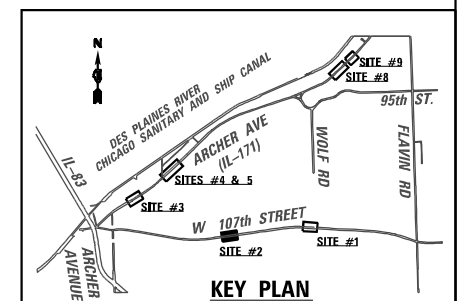 N
DES PLAINES RIVER
CHICAGO SANITARY AND SHIP CANAL
SITE #9
SITE #8
95th ST.
ARCHER AVE
(IL-171)
WOLF RD
FLAVIN RD
IL-83
SITES #4 & 5
SITE #3
W 107th STREET
SITE #2
SITE #1
ARCHER
AVENUE
KEY PLAN